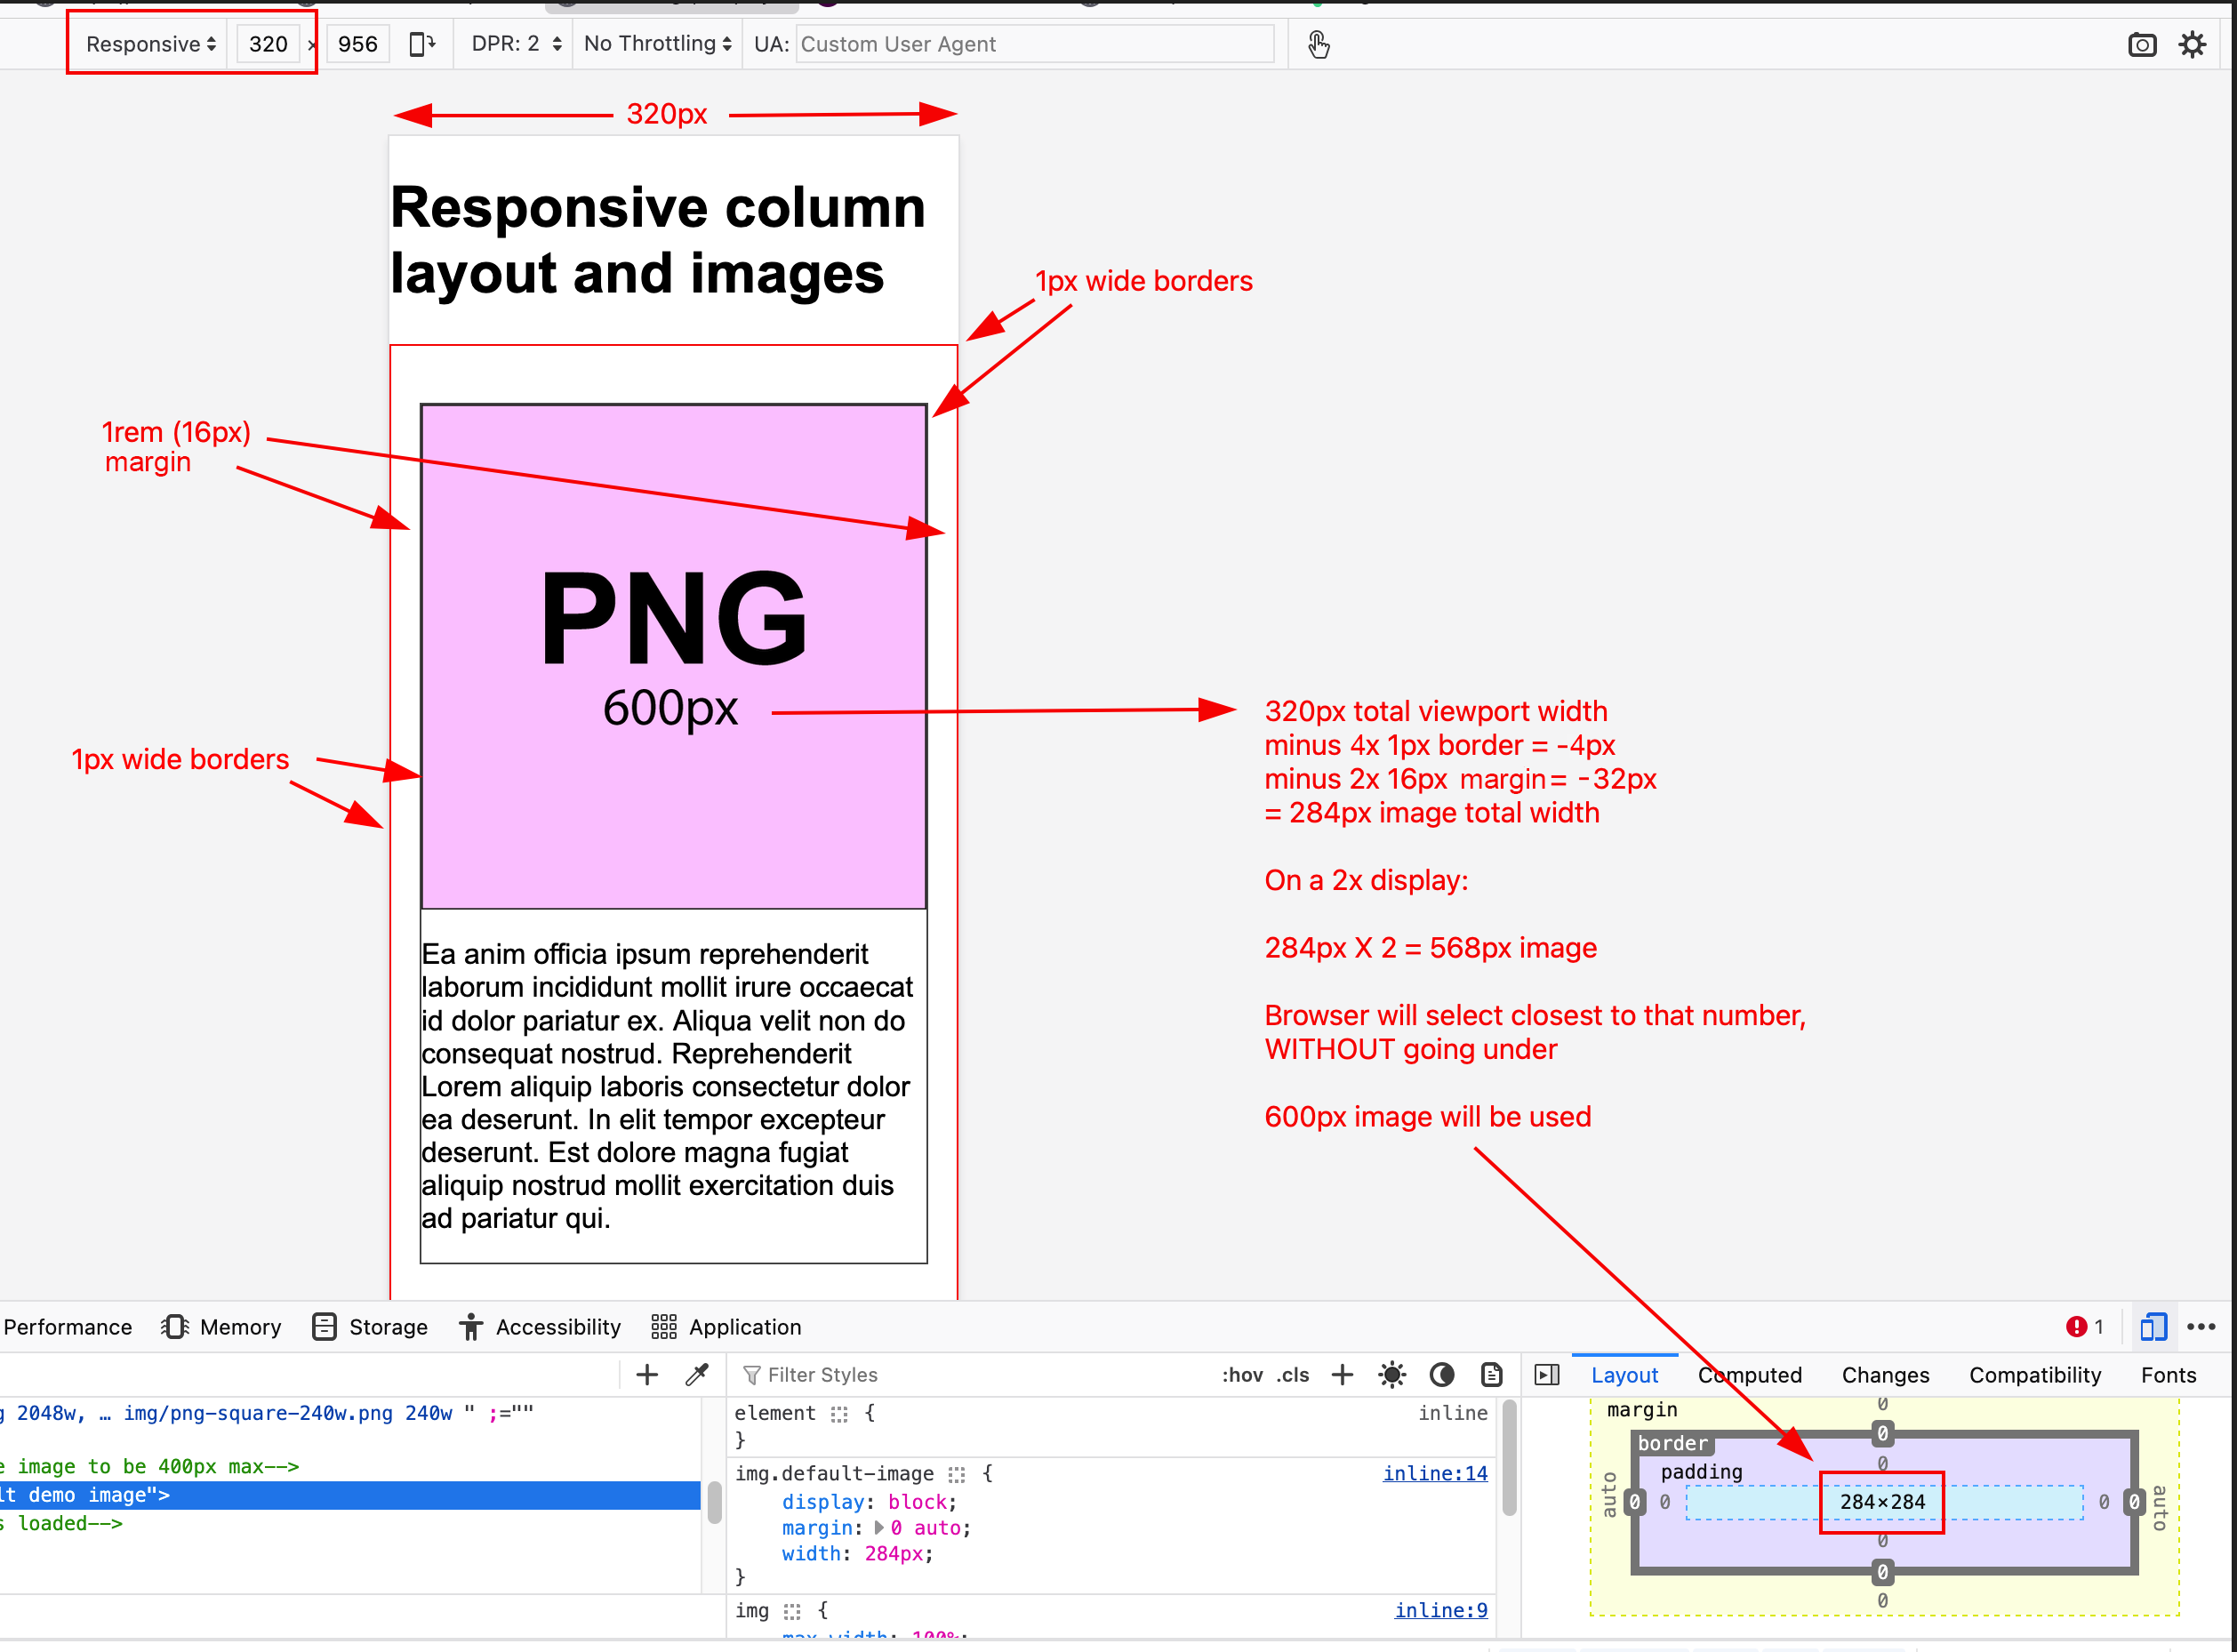 Responsive
320
×
956
DPR: 2
No Throttling
UA:
Custom User Agent
320px
Responsive column
layout and images
1px wide borders
1rem (16px)
margin
PNG
600px
1px wide borders
320px total viewport width
minus 4x 1px border = -4px
minus 2x 16px margin= -32px
= 284px image total width
On a 2x display:
284px X 2 = 568px image
Browser will select closest to that number,
WITHOUT going under
600px image will be used
Ea anim officia ipsum reprehenderit
laborum incididunt mollit irure occaecat
id dolor pariatur ex. Aliqua velit non do
consequat nostrud. Reprehenderit
Lorem aliquip laboris consectetur dolor
ea deserunt. In elit tempor excepteur
deserunt. Est dolore magna fugiat
aliquip nostrud mollit exercitation duis
ad pariatur qui.
Performance
Memory
Storage
Accessibility
Application
1
Filter Styles
:hov .cls
Layout
Computed
Changes
Compatibility
Fonts
g 2048w, … img/png-square-240w.png 240w " ;=""
e image to be 400px max-->
lt demo image">
s loaded-->
element {
inline
}
img.default-image {
inline:14
display: block;
margin: 0 auto;
width: 284px;
}
img {
inline:9
max-width: 100%;
margin
0
border
0
padding
0
auto
0
0
284×284
0
0
auto
0
0
0